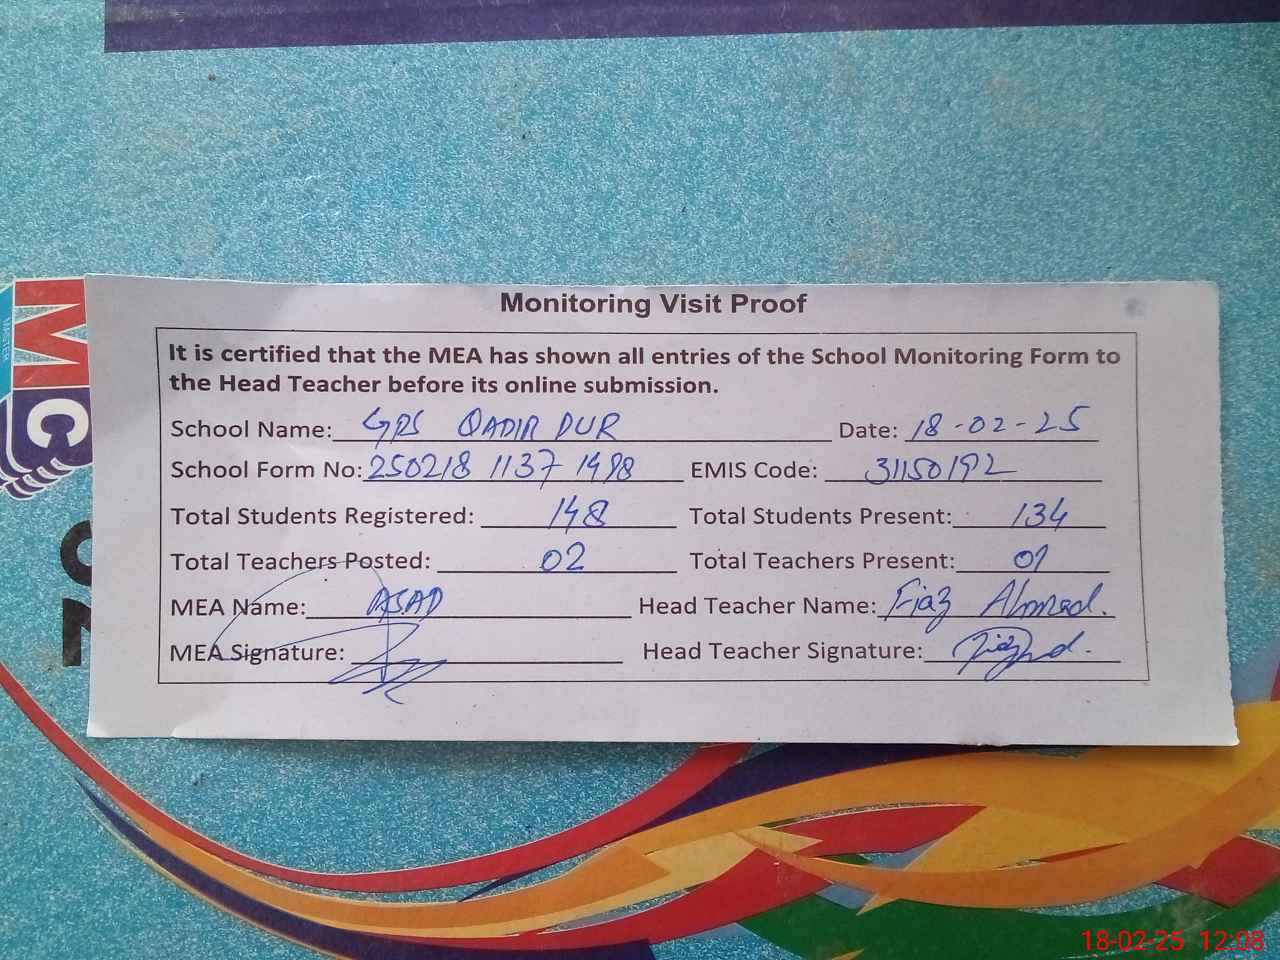 Monitoring Visit Proof
It is certified that the MEA has shown all entries of the School Monitoring Form to
the Head Teacher before its online submission.
School Name: GPS QADIR PUR Date: 18-02-25
School Form No: 250218 1137 1498 EMIS Code: 31150192
Total Students Registered: 148 Total Students Present: 134
Total Teachers Posted: 02 Total Teachers Present: 01
MEA Name: ASAD Head Teacher Name: Fiaz Ahmad.
MEA Signature: Head Teacher Signature:
MC
MASTER
18-02-25 12:08